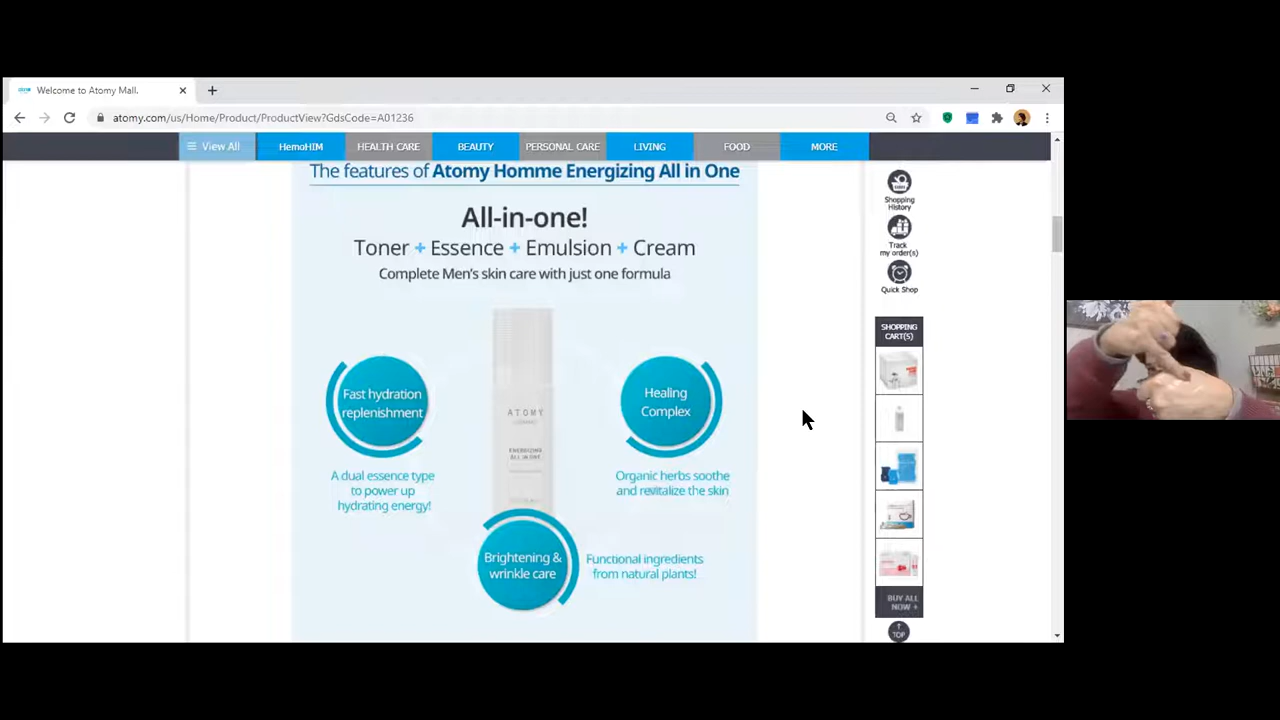 Welcome to Atomy Mall.
atomy.com/us/Home/Product/ProductView?GdsCode=A01236
View All
HemoHIM
HEALTH CARE
BEAUTY
PERSONAL CARE
LIVING
FOOD
MORE
The features of Atomy Homme Energizing All in One
All-in-one!
Toner + Essence + Emulsion + Cream
Complete Men's skin care with just one formula
Fast hydration
replenishment
A dual essence type
to power up
hydrating energy!
ATOMY
ENERGIZING
ALL IN ONE
Healing
Complex
Organic herbs soothe
and revitalize the skin
Brightening &
wrinkle care
Functional ingredients
from natural plants!
Shopping
History
Track
my order(s)
Quick Shop
SHOPPING
CART(S)
BUY ALL
NOW +
TOP